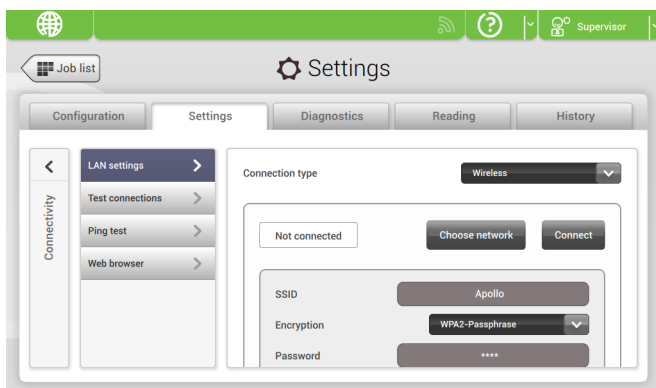 Supervisor
Job list
Settings
Configuration
Settings
Diagnostics
Reading
History
Connectivity
LAN settings
Test connections
Ping test
Web browser
Connection type
Wireless
Not connected
Choose network
Connect
SSID
Apollo
Encryption
WPA2-Passphrase
Password
****